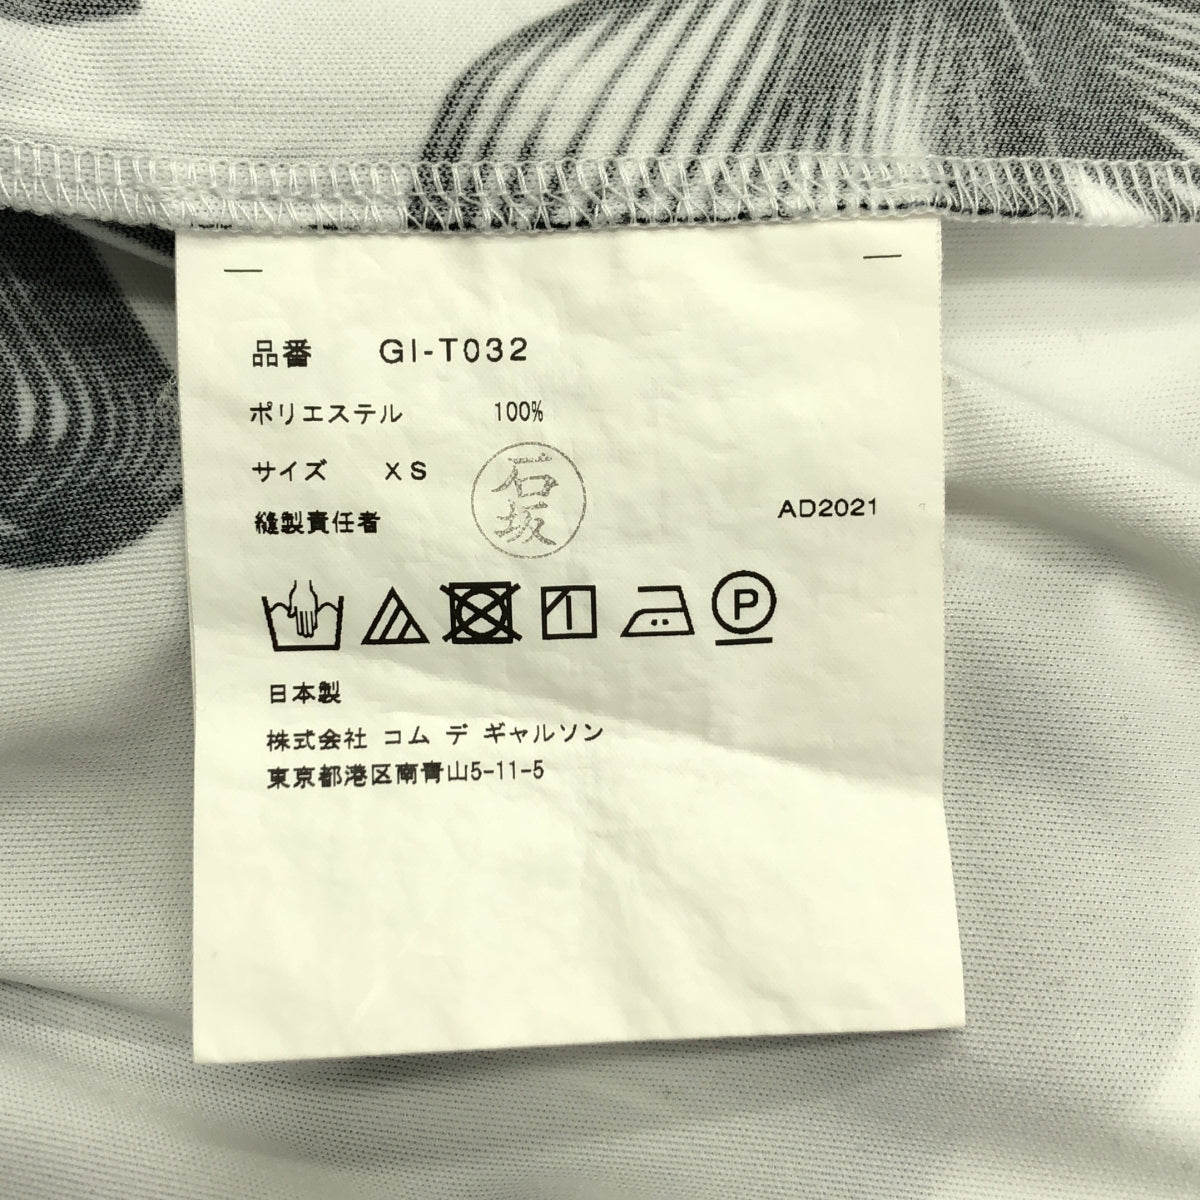 品番 GI-T032
ポリエステル 100%
サイズ XS
縫製責任者 石坂 AD2021
P
日本製
株式会社 コム デ ギャルソン
東京都港区南青山5-11-5